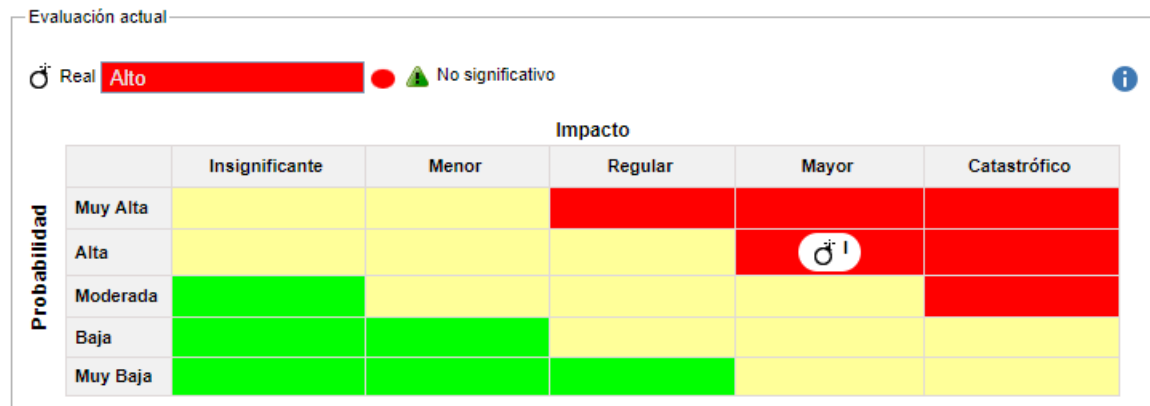 Evaluación actual
Real Alto No significativo
Impacto
Insignificante Menor Regular Mayor Catastrófico
Probabilidad
Muy Alta
Alta I
Moderada
Baja
Muy Baja